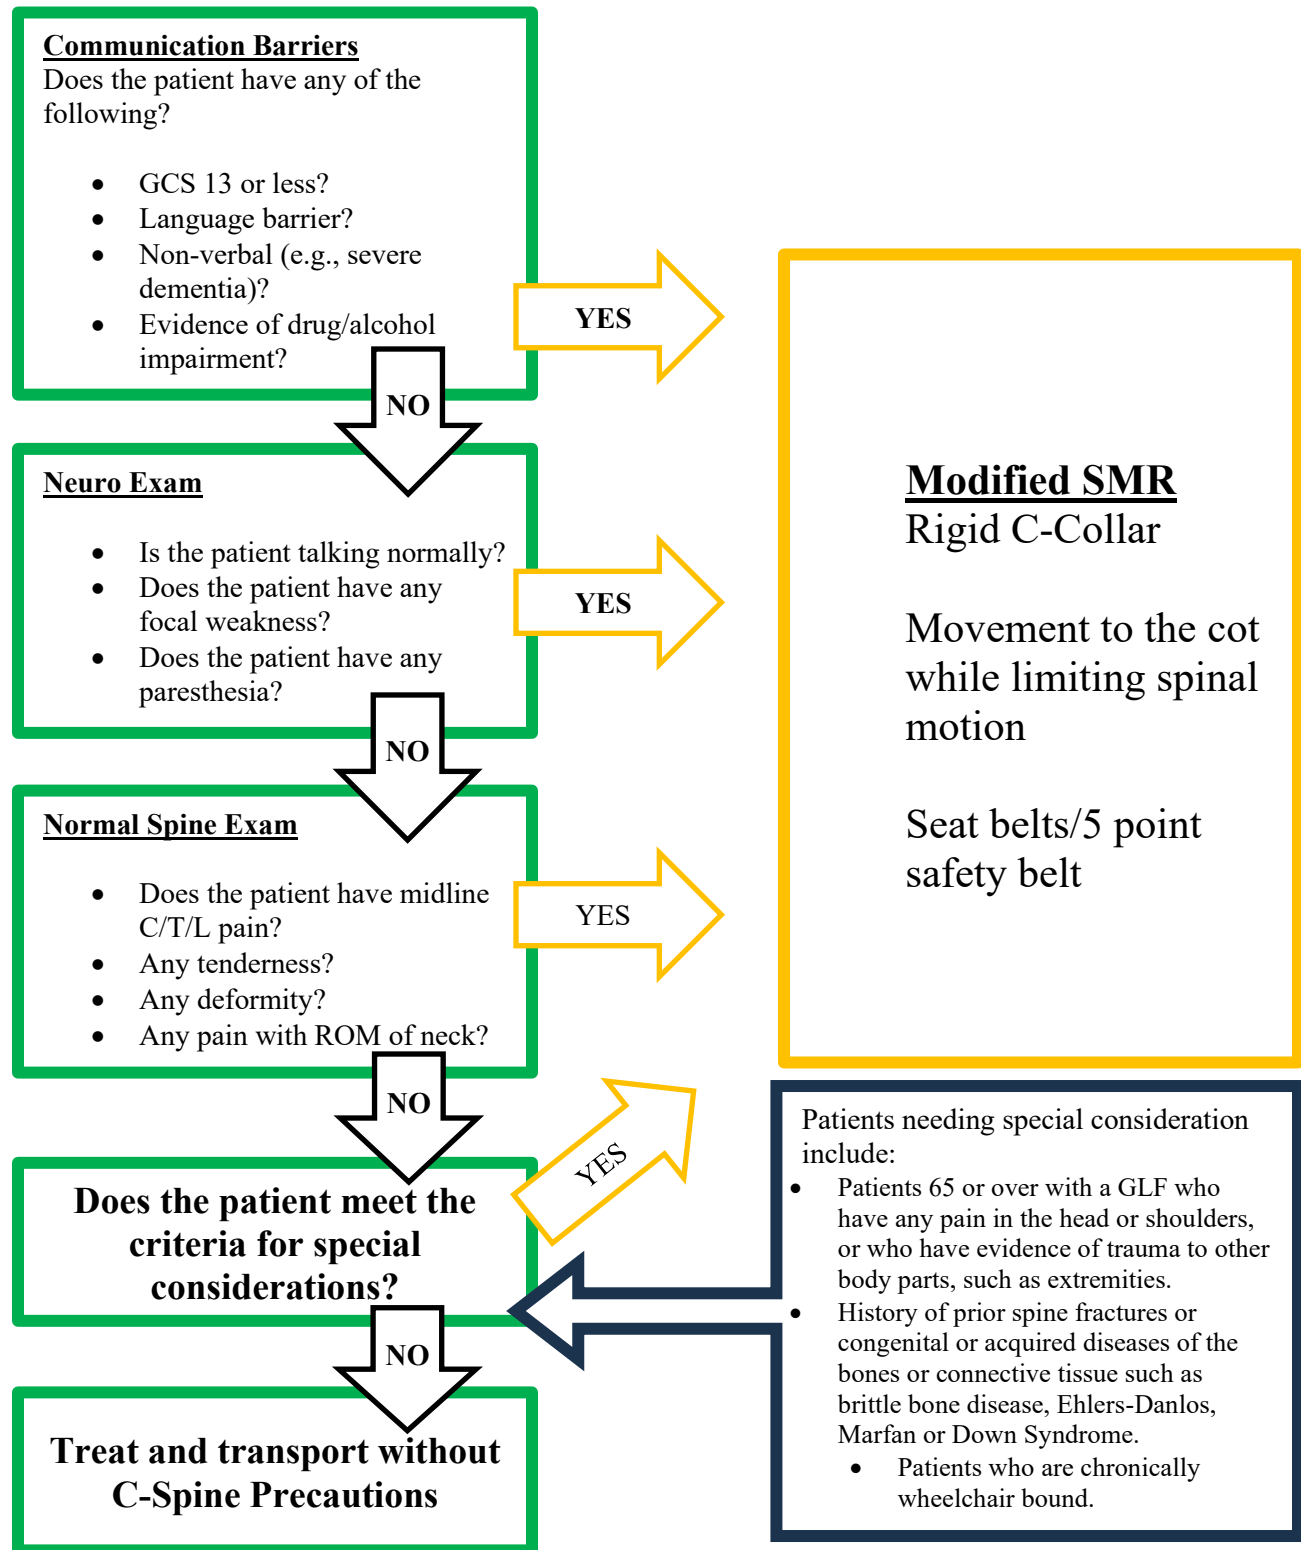 Communication Barriers
Does the patient have any of the
following?
• GCS 13 or less?
• Language barrier?
• Non-verbal (e.g., severe
dementia)?
• Evidence of drug/alcohol
impairment?
YES
NO
Neuro Exam
• Is the patient talking normally?
• Does the patient have any
focal weakness?
• Does the patient have any
paresthesia?
YES
NO
Normal Spine Exam
• Does the patient have midline
C/T/L pain?
• Any tenderness?
• Any deformity?
• Any pain with ROM of neck?
YES
NO
Does the patient meet the
criteria for special
considerations?
YES
NO
Treat and transport without
C-Spine Precautions
Modified SMR
Rigid C-Collar
Movement to the cot
while limiting spinal
motion
Seat belts/5 point
safety belt
Patients needing special consideration
include:
• Patients 65 or over with a GLF who
have any pain in the head or shoulders,
or who have evidence of trauma to other
body parts, such as extremities.
• History of prior spine fractures or
congenital or acquired diseases of the
bones or connective tissue such as
brittle bone disease, Ehlers-Danlos,
Marfan or Down Syndrome.
• Patients who are chronically
wheelchair bound.